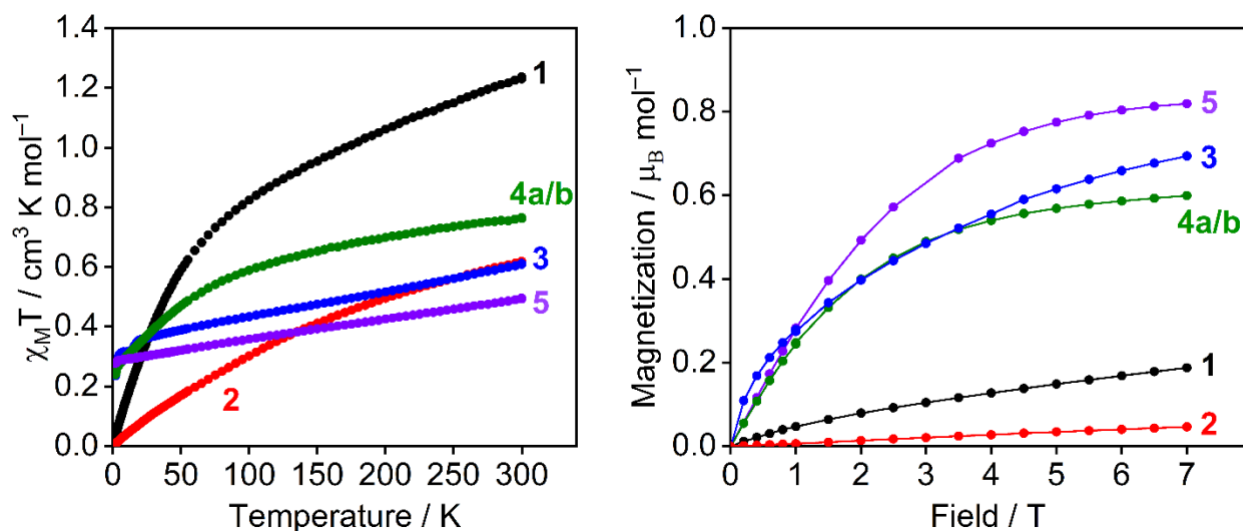 χMT / cm³ K mol⁻¹
1.4
1.2
1.0
0.8
0.6
0.4
0.2
0.0
0 50 100 150 200 250 300
Temperature / K
1
4a/b
3
5
2
Magnetization / μB mol⁻¹
1.0
0.8
0.6
0.4
0.2
0.0
0 1 2 3 4 5 6 7
Field / T
5
3
4a/b
1
2